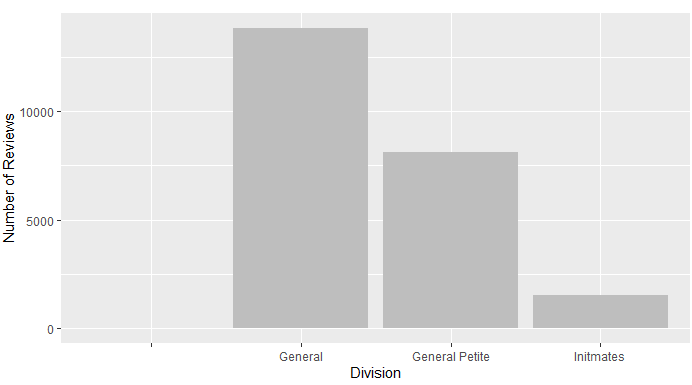 Number of Reviews
10000
5000
0
General
General Petite
Initmates
Division